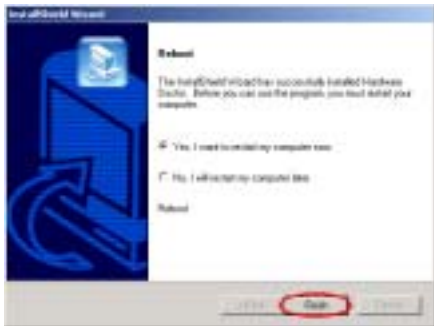 InstallShield Wizard
Reboot
The InstallShield Wizard has successfully installed Hardware
Doctor. Before you can use the program, you must restart your
computer.
Yes, I want to restart my computer now.
No, I will restart my computer later.
Reboot